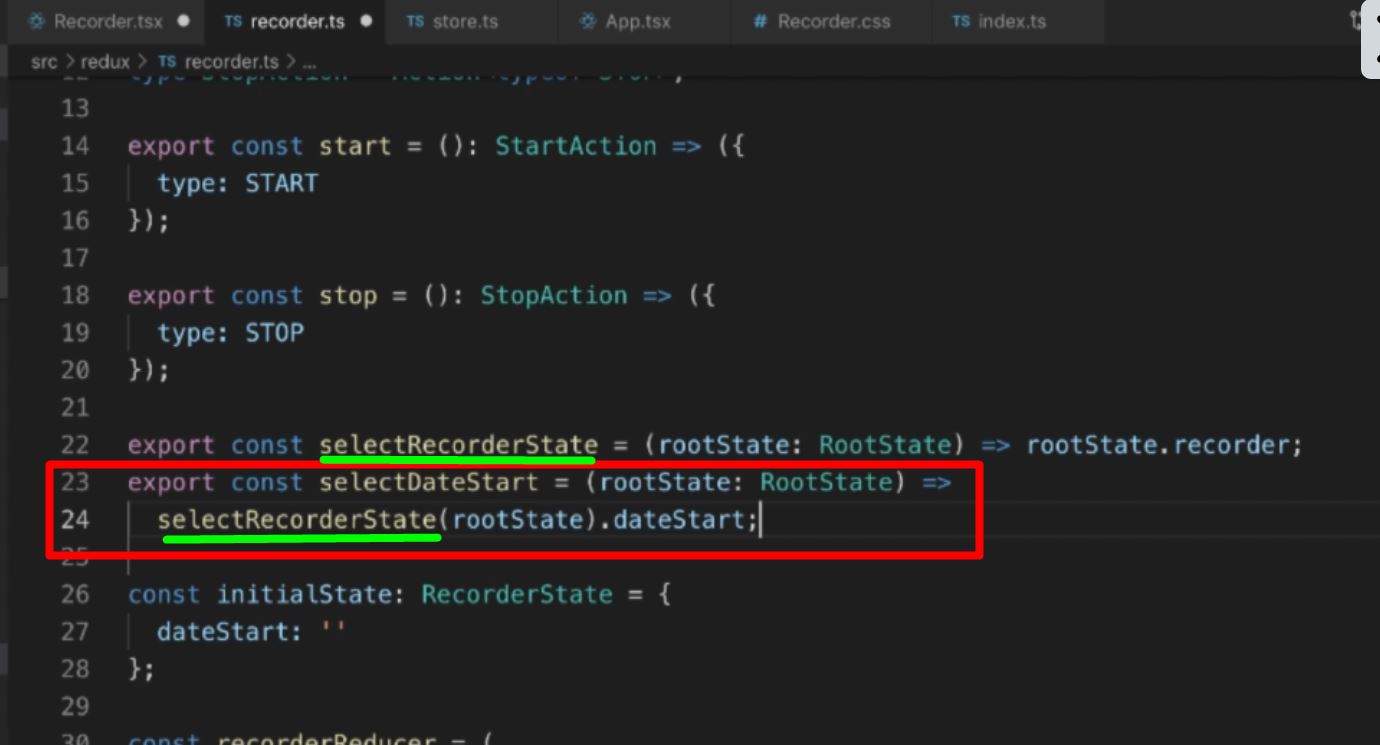 Recorder.tsx TS recorder.ts TS store.ts App.tsx # Recorder.css TS index.ts
src > redux > TS recorder.ts > ...
13
14 export const start = (): StartAction => ({
15 type: START
16 });
17
18 export const stop = (): StopAction => ({
19 type: STOP
20 });
21
22 export const selectRecorderState = (rootState: RootState) => rootState.recorder;
23 export const selectDateStart = (rootState: RootState) =>
24 selectRecorderState(rootState).dateStart;
25
26 const initialState: RecorderState = {
27 dateStart: ''
28 };
29
30 const recorderReducer = (